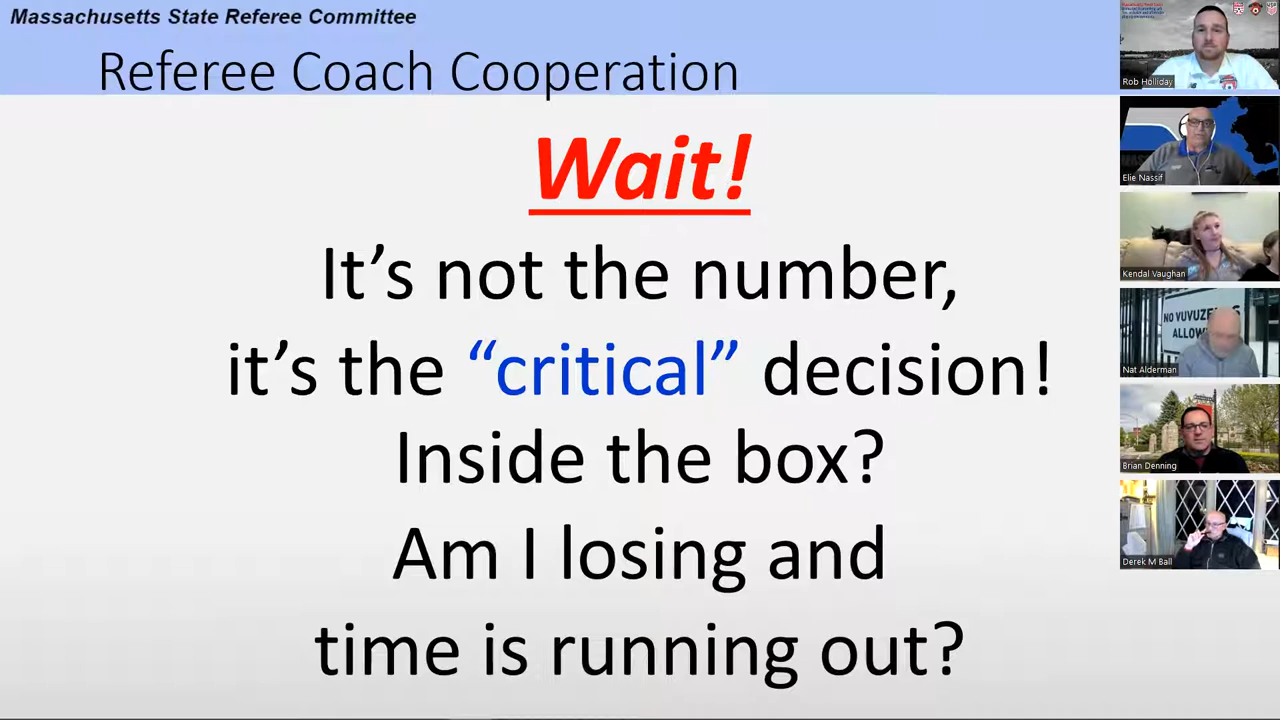 Massachusetts State Referee Committee
Referee Coach Cooperation
Wait!
It’s not the number,
it’s the “critical” decision!
Inside the box?
Am I losing and
time is running out?
Rob Holliday
Elie Nassif
Kendal Vaughan
NO VUVUZE
ALLOW
Nat Alderman
Brian Denning
Derek M Ball